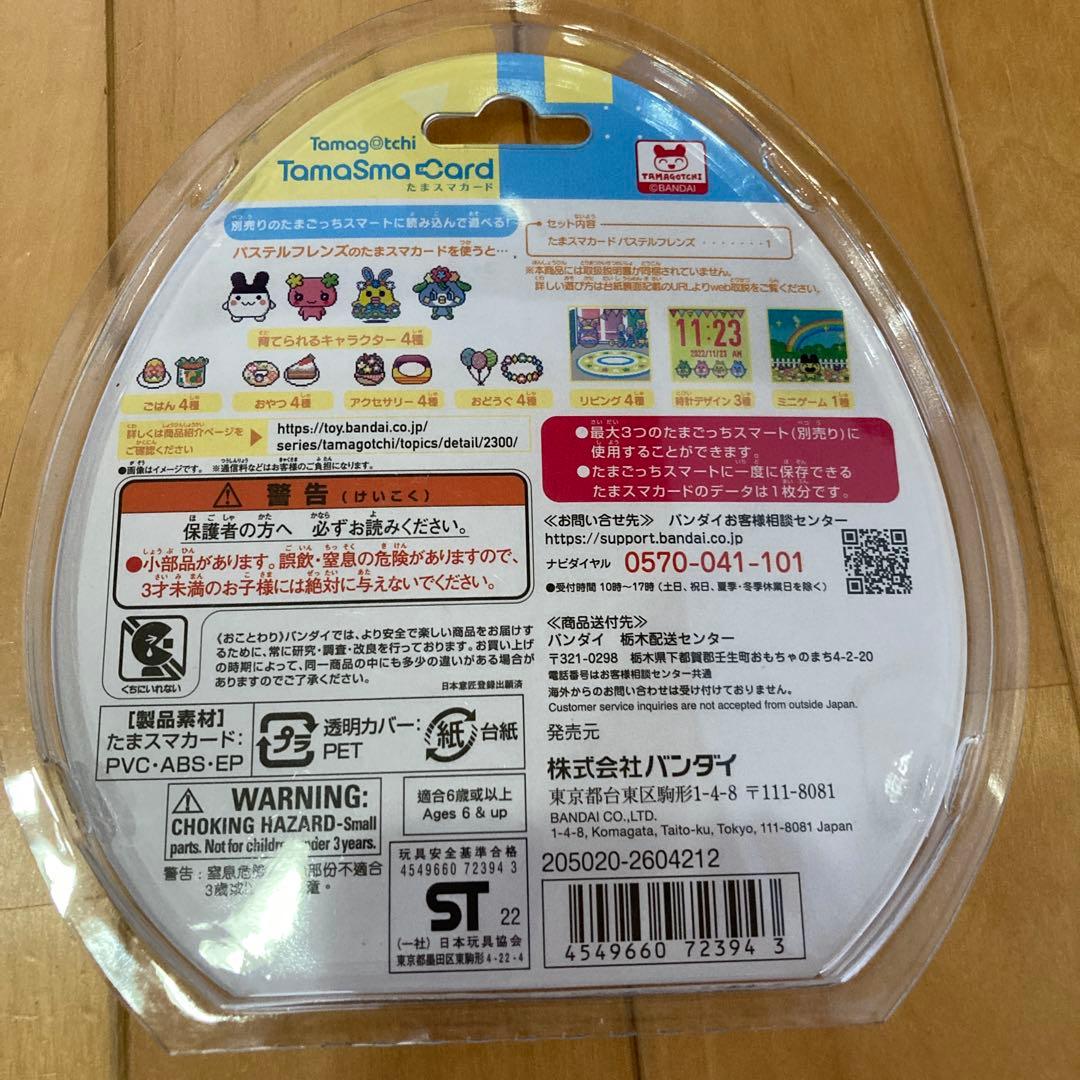 Tamagotchi
TamaSma Card
たまスマカード
TAMAGOTCHI
©BANDAI
別売りのたまごっちスマートに読み込んで遊べる!
パステルフレンズのたまスマカードを使うと…
セット内容
たまスマカード パステルフレンズ ・・・・・・・1
※本商品には取扱説明書が同梱されていません。
詳しい遊び方は台紙裏面記載のURLよりweb取説をご覧ください。
育てられるキャラクター 4種
11:23
2022/11/23 AM
ごはん 4種
おやつ 4種
アクセサリー 4種
おどうぐ 4種
リビング 4種
時計デザイン 3種
ミニゲーム 1種
詳しくは商品紹介ページを
ご確認ください
https://toy.bandai.co.jp/
series/tamagotchi/topics/detail/2300/
●画像はイメージです。 ※通信料などはお客様のご負担になります。
●最大3つのたまごっちスマート(別売り)に
使用することができます。
●たまごっちスマートに一度に保存できる
たまスマカードのデータは1枚分です。
警告(けいこく)
保護者の方へ 必ずお読みください。
●小部品があります。誤飲・窒息の危険がありますので、
3才未満のお子様には絶対に与えないでください。
≪お問い合せ先≫ バンダイお客様相談センター
https://support.bandai.co.jp
ナビダイヤル 0570-041-101
●受付時間 10時〜17時(土日、祝日、夏季・冬季休業日を除く)
≪商品送付先≫
バンダイ 栃木配送センター
〒321-0298 栃木県下都賀郡壬生町おもちゃのまち4-2-20
電話番号はお客様相談センター共通
海外からのお問い合わせは受け付けておりません。
Customer service inquiries are not accepted from outside Japan.
くちにいれない
《おことわり》バンダイでは、より安全で楽しい商品をお届けす
るために、常に研究・調査・改良を行っております。お買い上げ
の時期によって、同一商品の中にも多少の違いがある場合が
ありますのでご了承ください。
日本意匠登録出願済
【製品素材】
たまスマカード:
PVC・ABS・EP
プラ
透明カバー:
PET
紙
台紙
発売元
株式会社バンダイ
東京都台東区駒形1-4-8 〒111-8081
BANDAI CO.,LTD.
1-4-8, Komagata, Taito-ku, Tokyo, 111-8081 Japan
WARNING:
CHOKING HAZARD-Small
parts. Not for children under 3 years.
適合6歳或以上
Ages 6 & up
玩具安全基準合格
4549660 72394 3
ST 22
(一社)日本玩具協会
東京都墨田区東駒形4-22-4
205020-2604212
4549660 723943